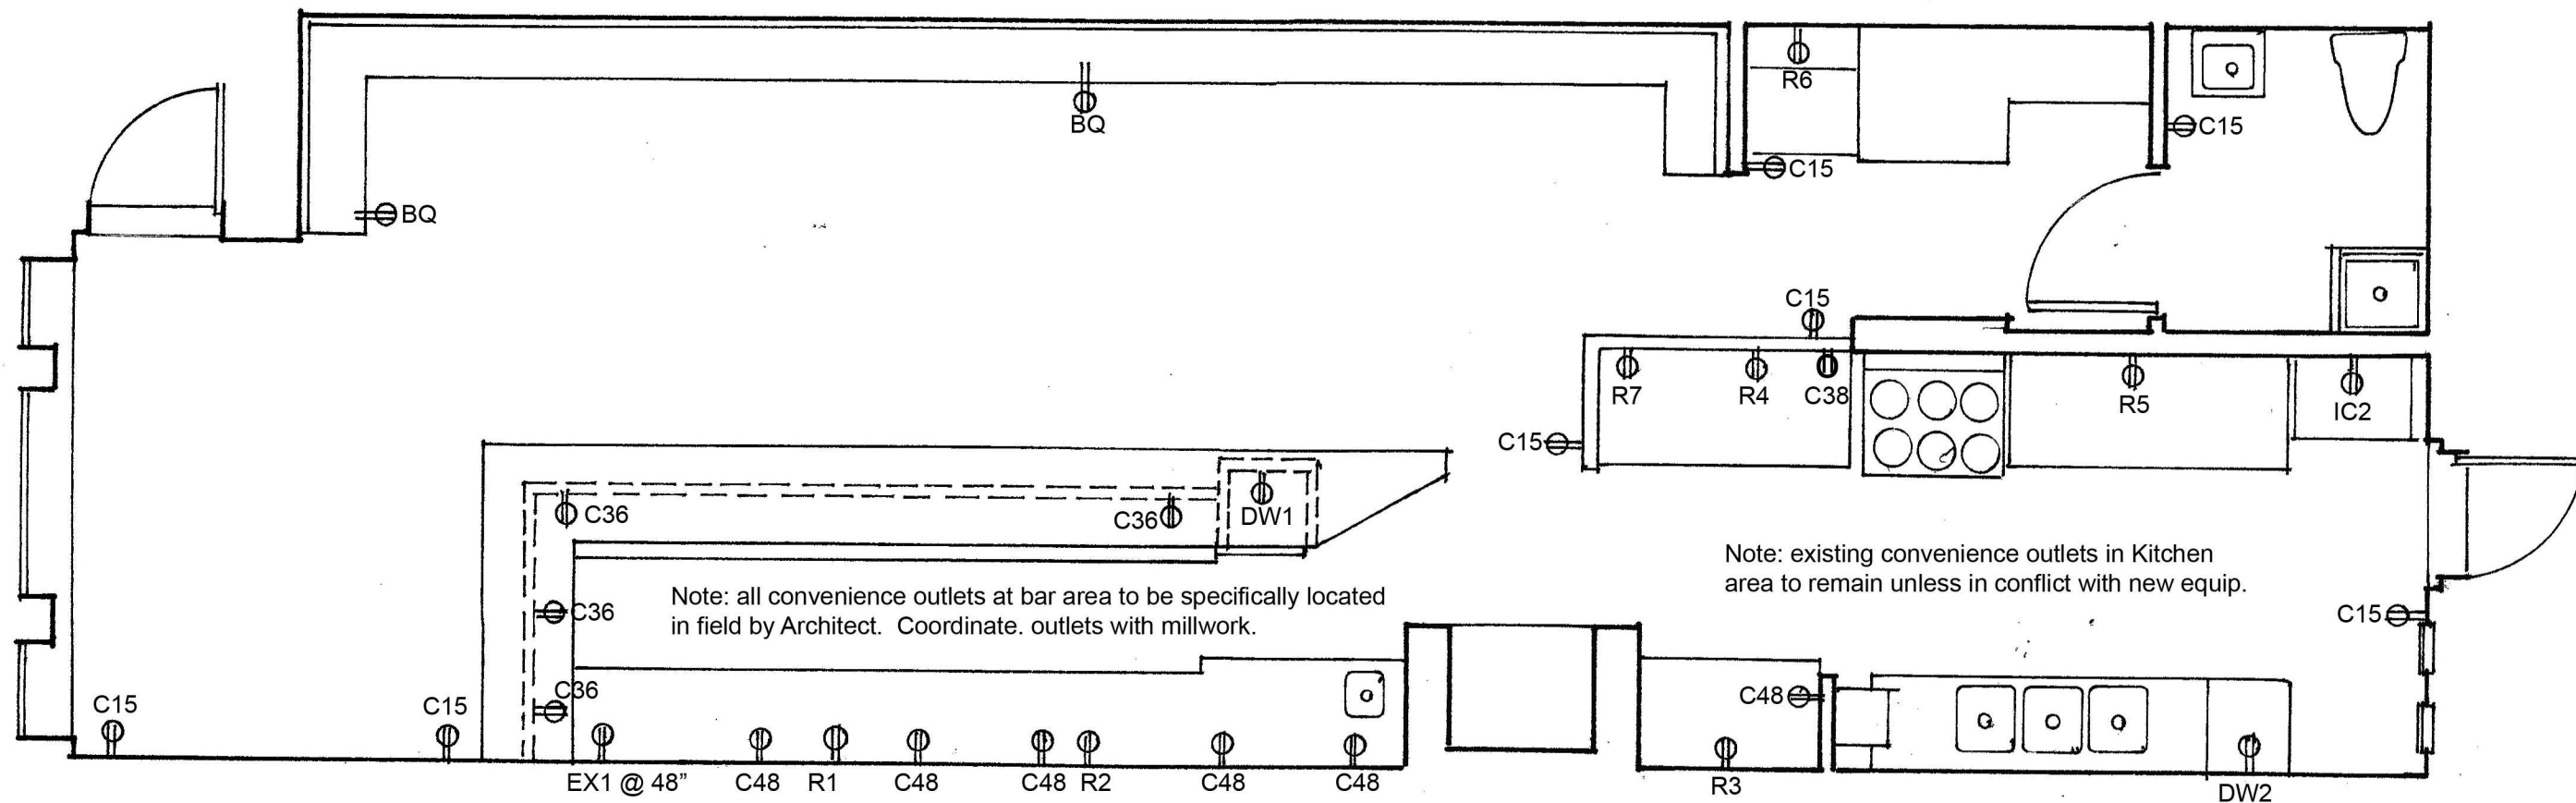 R6
BQ
C15
C15
BQ
C15
R7
R4
C38
R5
IC2
C15
C36
C36
DW1
Note: existing convenience outlets in Kitchen
area to remain unless in conflict with new equip.
Note: all convenience outlets at bar area to be specifically located
in field by Architect. Coordinate. outlets with millwork.
C36
C15
C36
C48
C15
C15
EX1 @ 48”
C48
R1
C48
C48
R2
C48
C48
R3
DW2